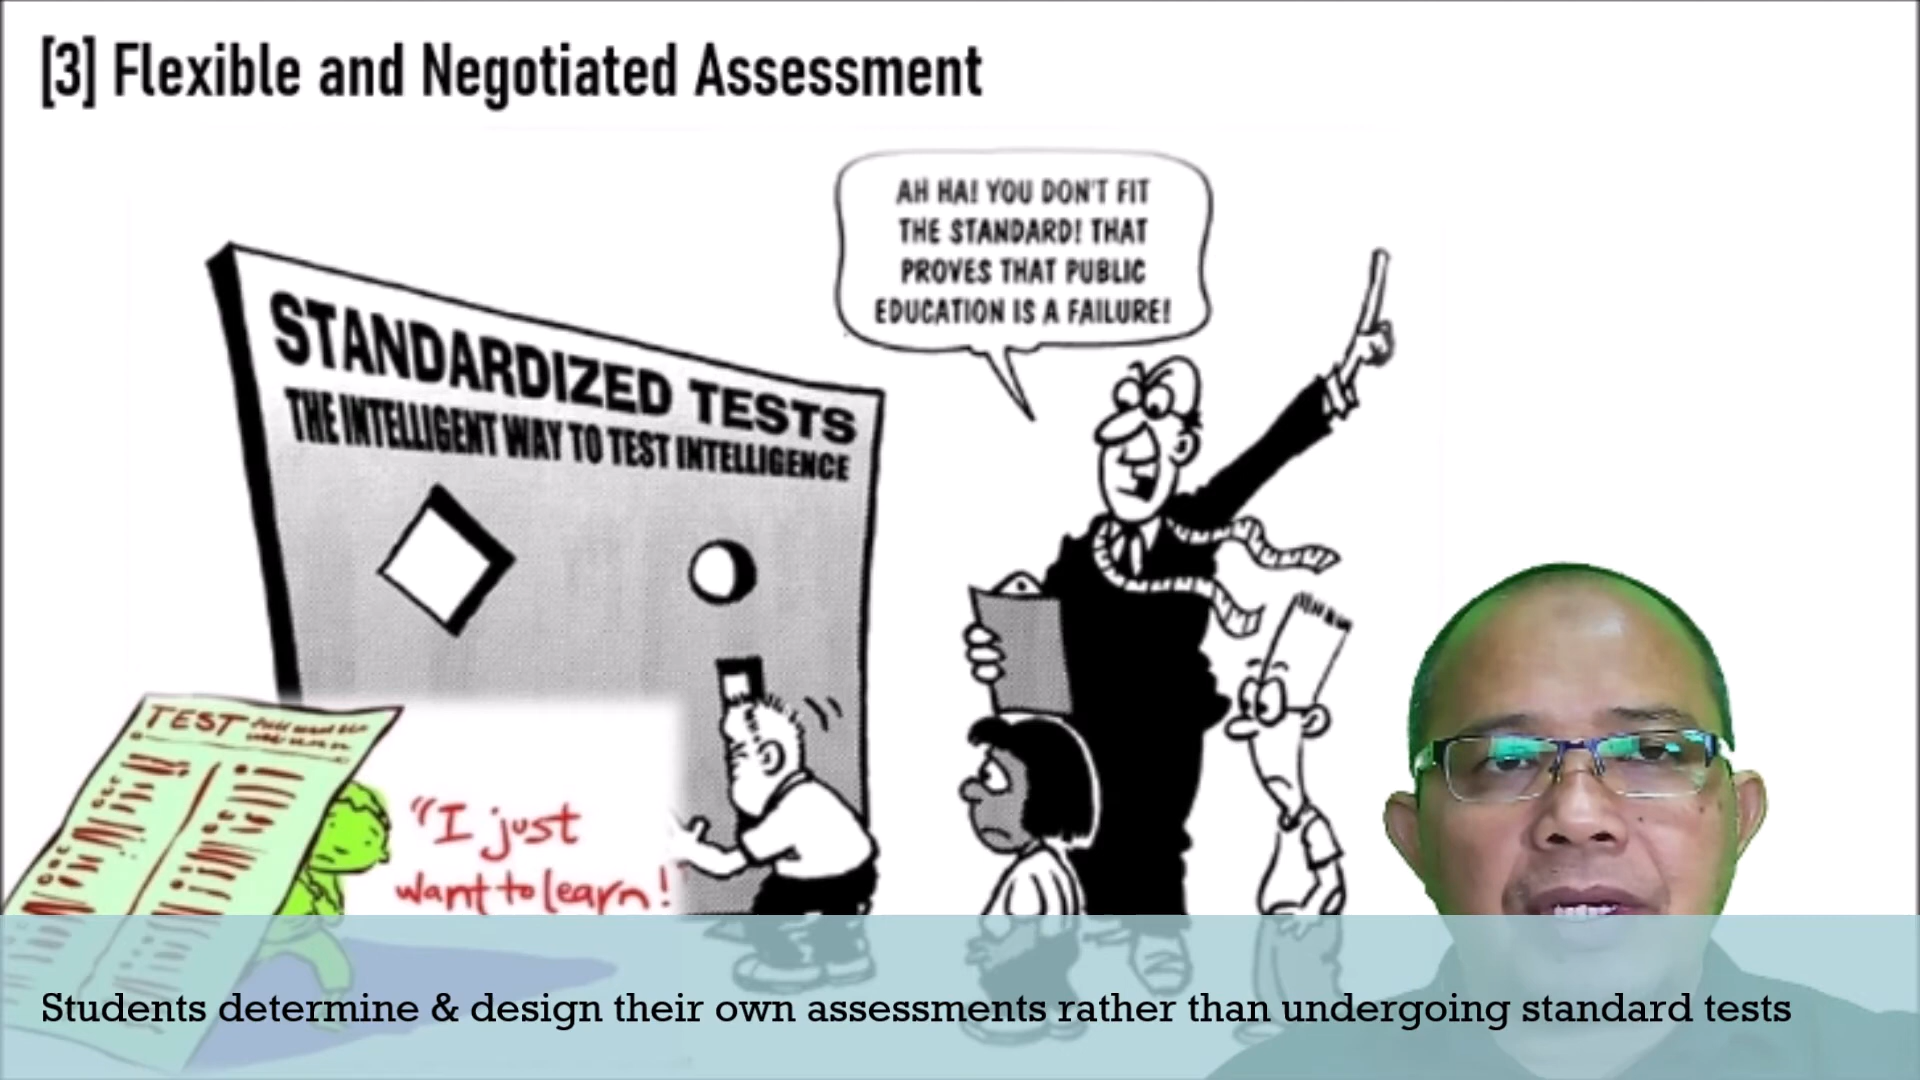 [3] Flexible and Negotiated Assessment
AH HA! YOU DON'T FIT
THE STANDARD! THAT
PROVES THAT PUBLIC
EDUCATION IS A FAILURE!
STANDARDIZED TESTS
THE INTELLIGENT WAY TO TEST INTELLIGENCE
TEST
"I just
want to learn!
Students determine & design their own assessments rather than undergoing standard tests